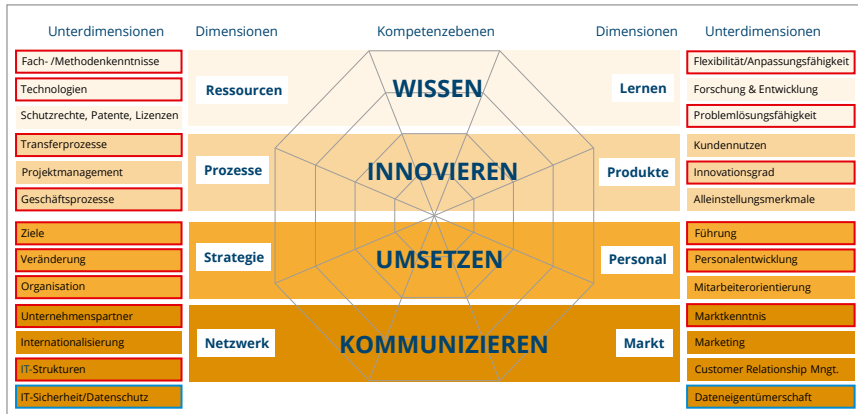 Unterdimensionen Dimensionen Kompetenzebenen Dimensionen Unterdimensionen
Fach- /Methodenkenntnisse
Technologien
Schutzrechte, Patente, Lizenzen
Ressourcen
WISSEN
Lernen
Flexibilität/Anpassungsfähigkeit
Forschung & Entwicklung
Problemlösungsfähigkeit
Transferprozesse
Projektmanagement
Geschäftsprozesse
Prozesse
INNOVIEREN
Produkte
Kundennutzen
Innovationsgrad
Alleinstellungsmerkmale
Ziele
Veränderung
Organisation
Strategie
UMSETZEN
Personal
Führung
Personalentwicklung
Mitarbeiterorientierung
Unternehmenspartner
Internationalisierung
IT-Strukturen
IT-Sicherheit/Datenschutz
Netzwerk
KOMMUNIZIEREN
Markt
Marktkenntnis
Marketing
Customer Relationship Mngt.
Dateneigentümerschaft